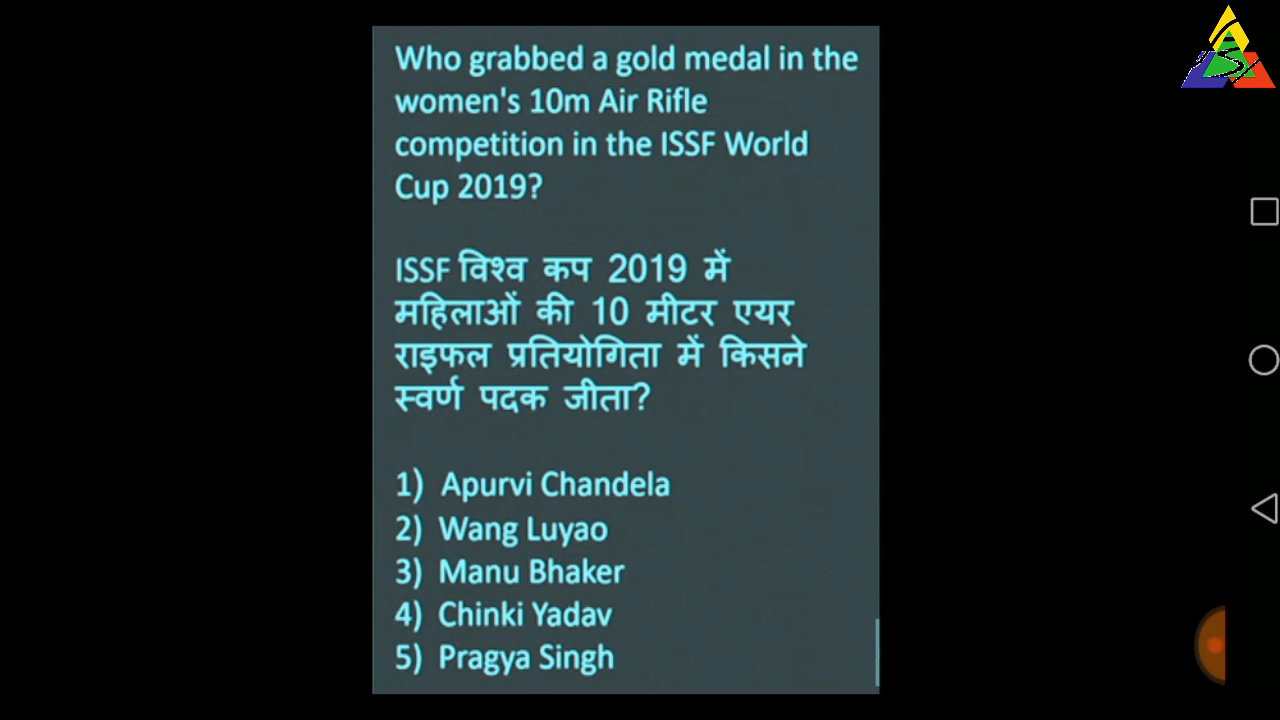 Who grabbed a gold medal in the
women's 10m Air Rifle
competition in the ISSF World
Cup 2019?
ISSF विश्व कप 2019 में
महिलाओं की 10 मीटर एयर
राइफल प्रतियोगिता में किसने
स्वर्ण पदक जीता?
1) Apurvi Chandela
2) Wang Luyao
3) Manu Bhaker
4) Chinki Yadav
5) Pragya Singh